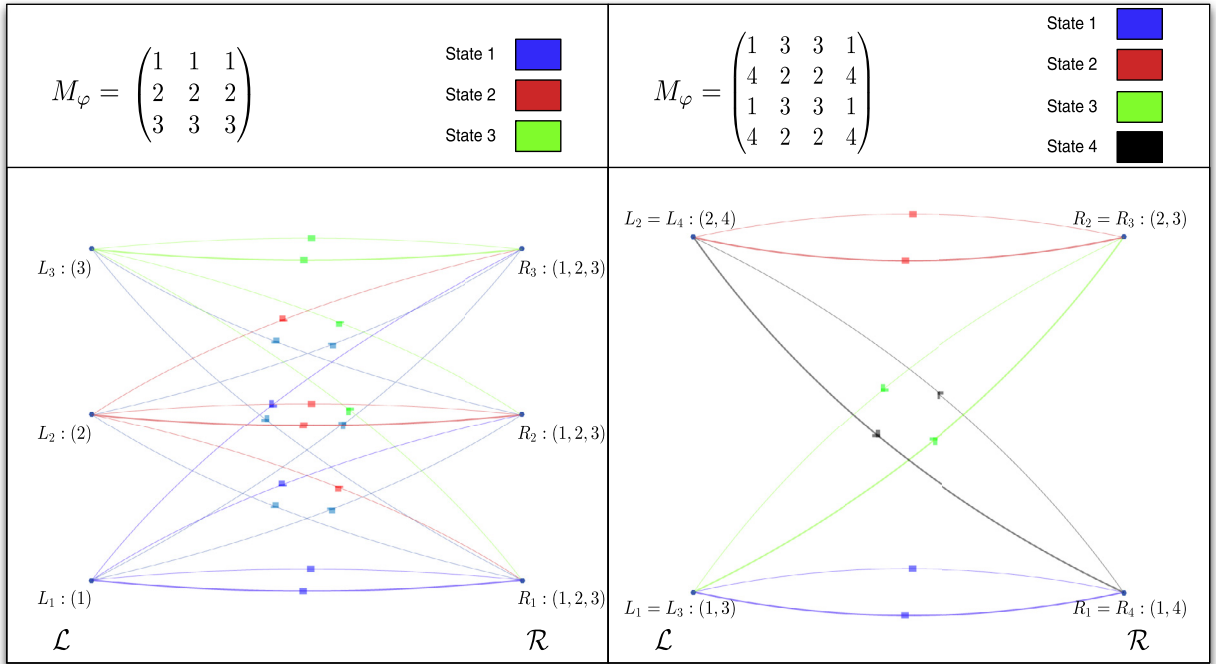 M_φ = (1 1 1
2 2 2
3 3 3)
State 1
State 2
State 3
L_3 : (3)
R_3 : (1, 2, 3)
L_2 : (2)
R_2 : (1, 2, 3)
L_1 : (1)
R_1 : (1, 2, 3)
ℒ
ℛ
M_φ = (1 3 3 1
4 2 2 4
1 3 3 1
4 2 2 4)
State 1
State 2
State 3
State 4
L_2 = L_4 : (2, 4)
R_2 = R_3 : (2, 3)
L_1 = L_3 : (1, 3)
R_1 = R_4 : (1, 4)
ℒ
ℛ